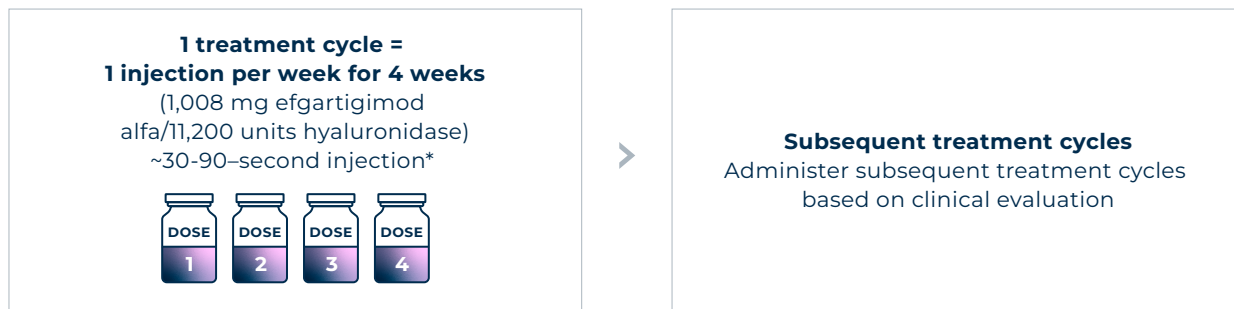 1 treatment cycle =
1 injection per week for 4 weeks
(1,008 mg efgartigimod
alfa/11,200 units hyaluronidase)
~30-90–second injection*
DOSE DOSE DOSE DOSE
1 2 3 4
Subsequent treatment cycles
Administer subsequent treatment cycles
based on clinical evaluation